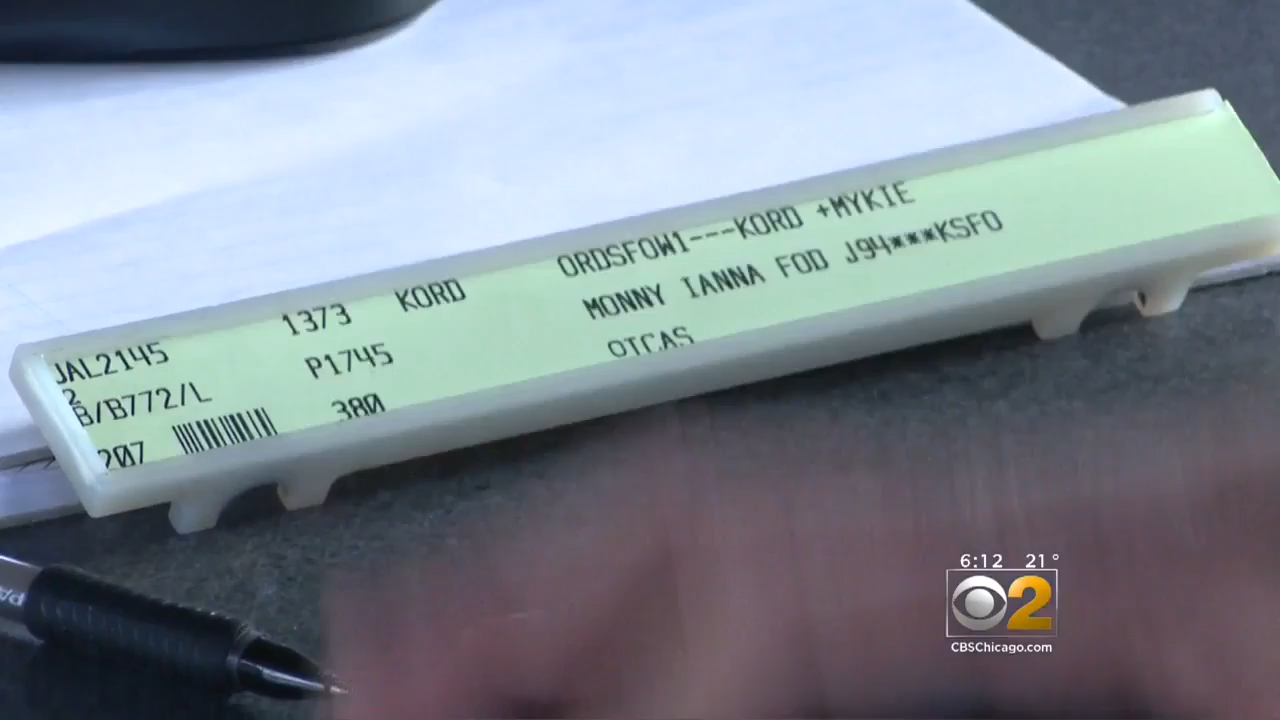 JAL2145 1373 KORD ORDSFOW1---KORD +MYKIE
2
B/B772/L P1745 MONNY IANNA FOD J94***KSFO
207 380 OTCAS
6:12 21°
2
CBSChicago.com